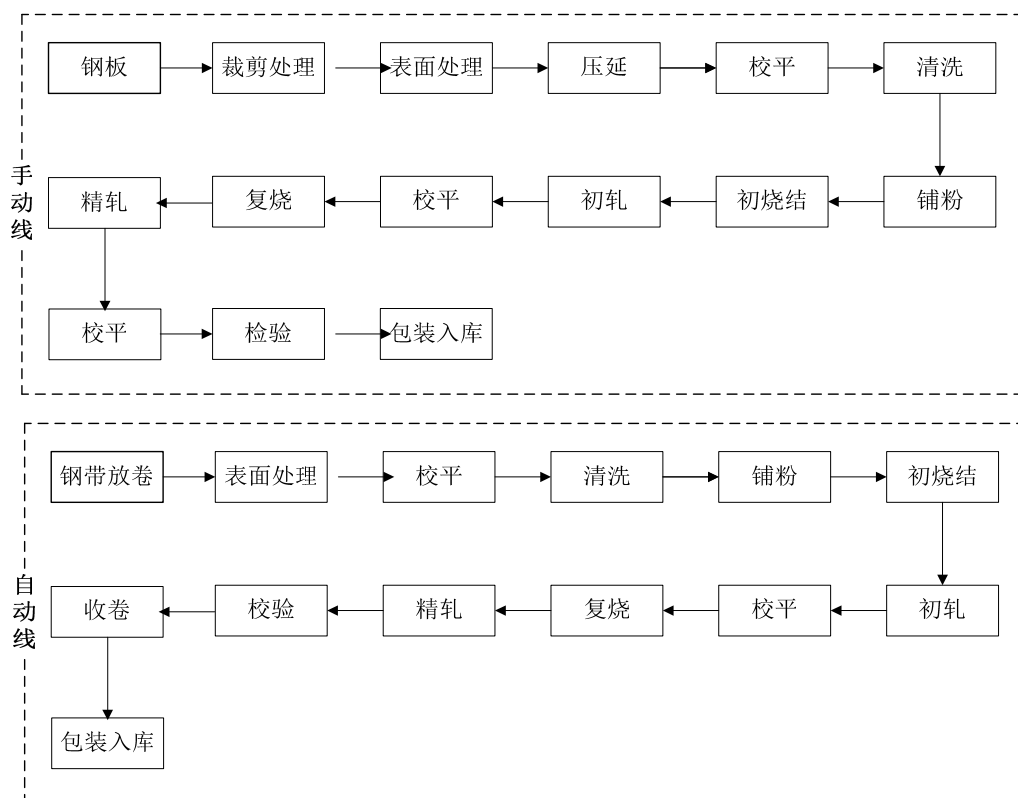 钢板
裁剪处理
表面处理
压延
校平
清洗
手动线
精轧
复烧
校平
初轧
初烧结
铺粉
校平
检验
包装入库
钢带放卷
表面处理
校平
清洗
铺粉
初烧结
自动线
收卷
校验
精轧
复烧
校平
初轧
包装入库